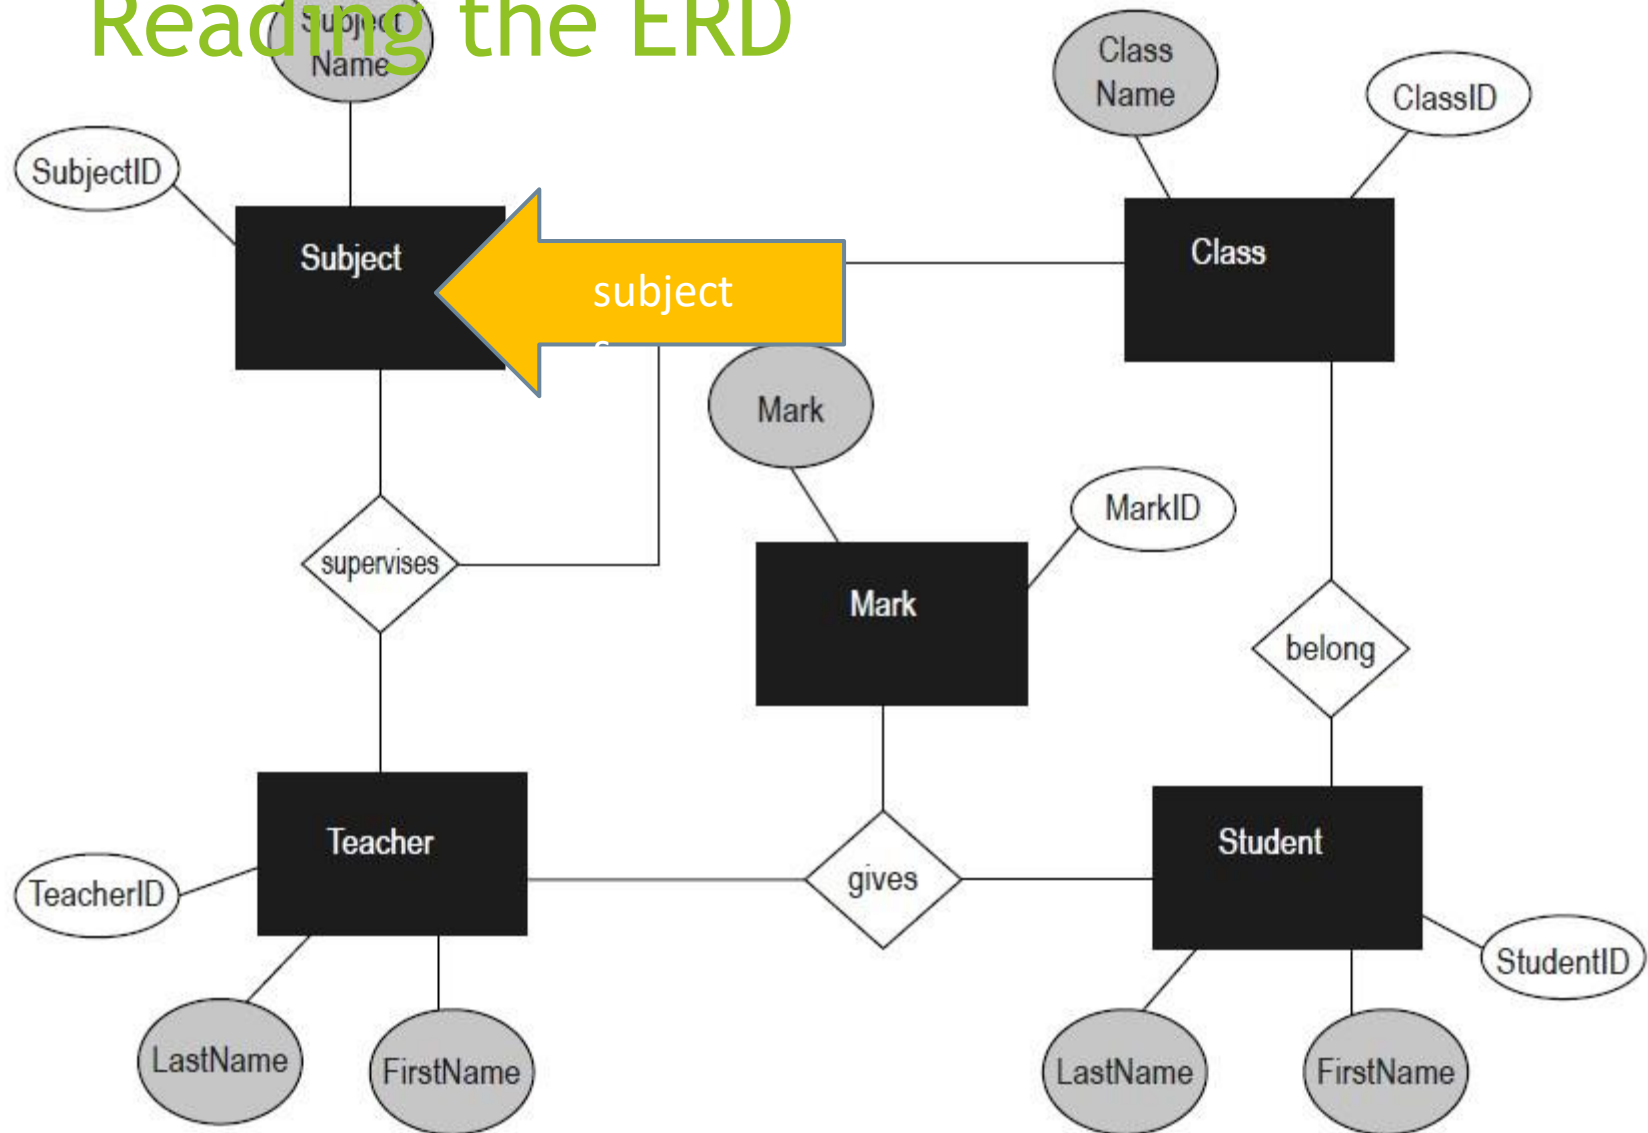 Reading the ERD
Subject
Name
Class
Name
ClassID
SubjectID
Subject
subject
s
Class
Mark
MarkID
supervises
Mark
belong
Teacher
gives
Student
TeacherID
StudentID
LastName
FirstName
LastName
FirstName